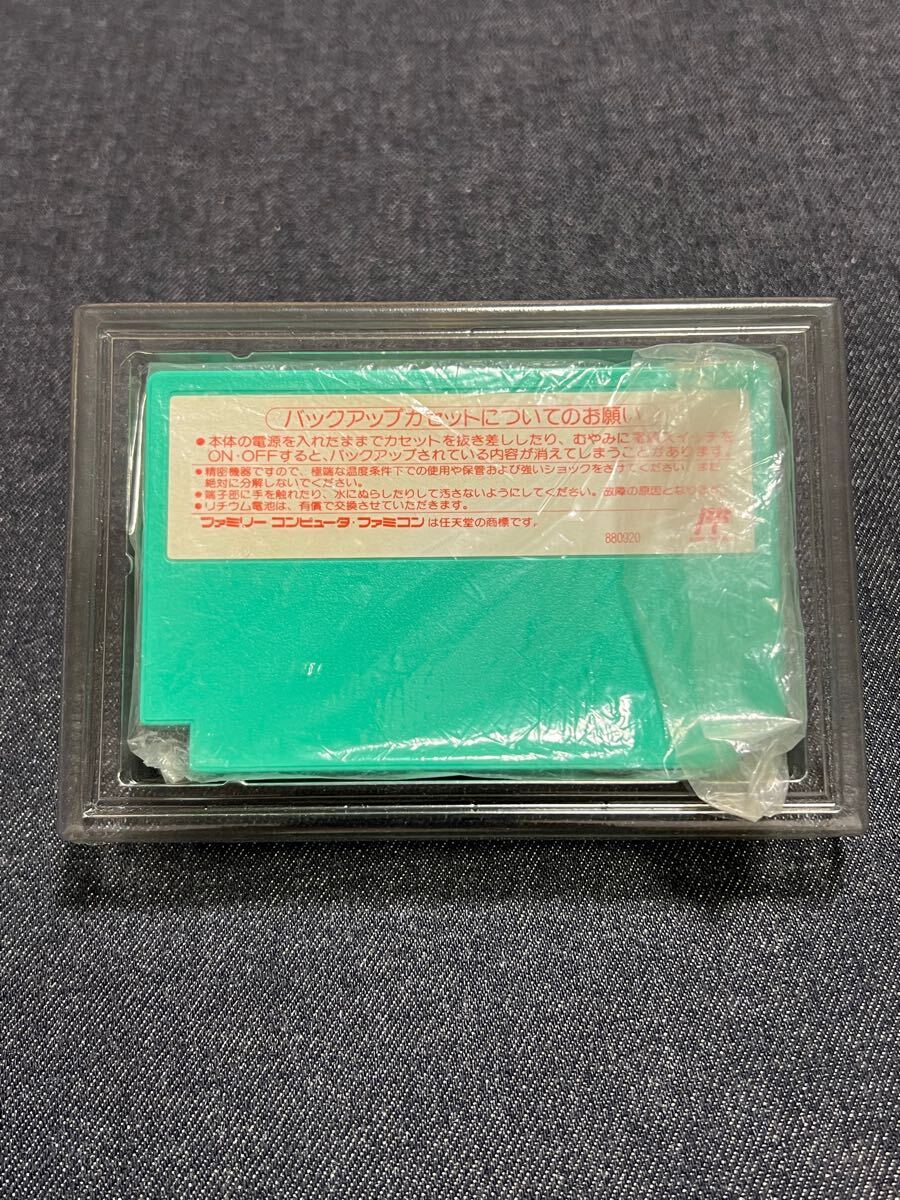 バックアップカセットについてのお願い
●本体の電源を入れたままでカセットを抜き差ししたり、むやみに電源スイッチを
ON・OFFすると、バックアップされている内容が消えてしまうことがあります。
●精密機器ですので、極端な温度条件下での使用や保管および強いショックをさけてください。また
絶対に分解しないでください。
●端子部に手を触れたり、水にぬらしたりして汚さないようにしてください。故障の原因となります。
●リチウム電池は、有償で交換させていただきます。
ファミリーコンピュータ・ファミコンは任天堂の商標です。
880920